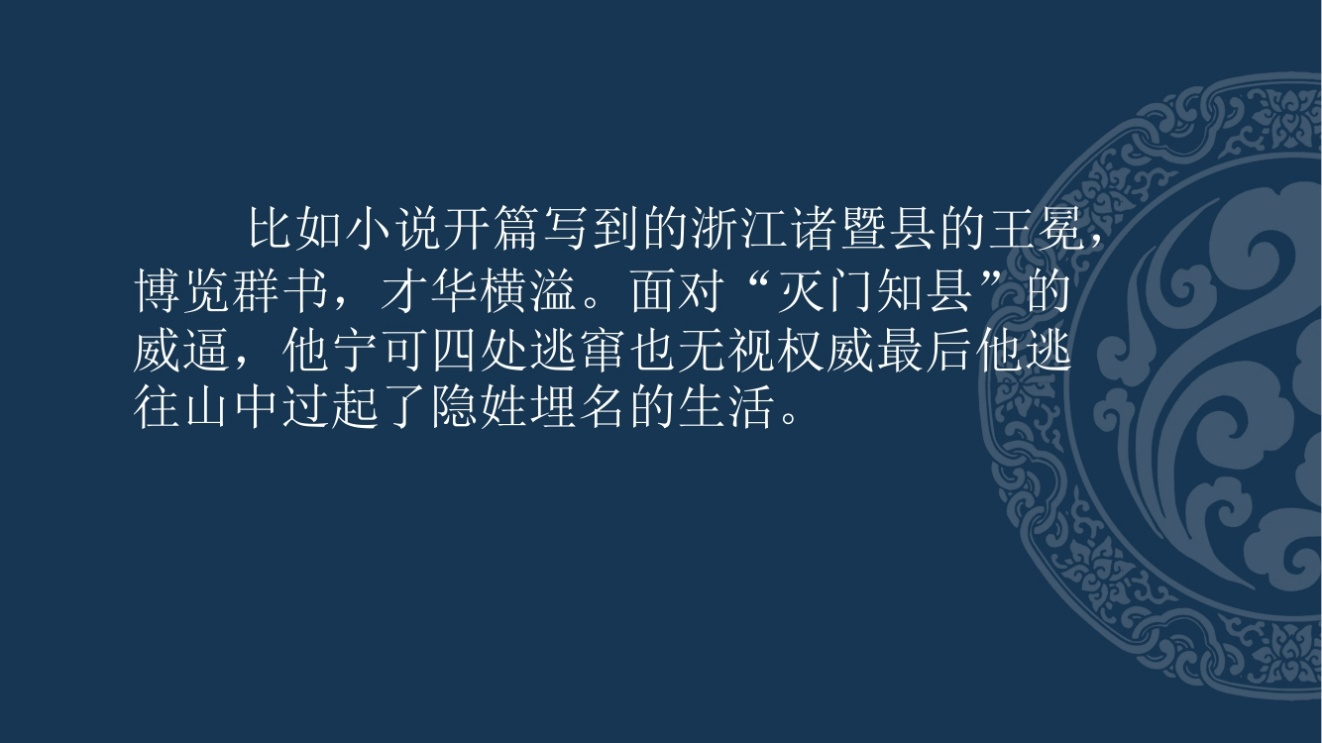 比如小说开篇写到的浙江诸暨县的王冕，
博览群书，才华横溢。面对“灭门知县”的
威逼，他宁可四处逃窜也无视权威最后他逃
往山中过起了隐姓埋名的生活。